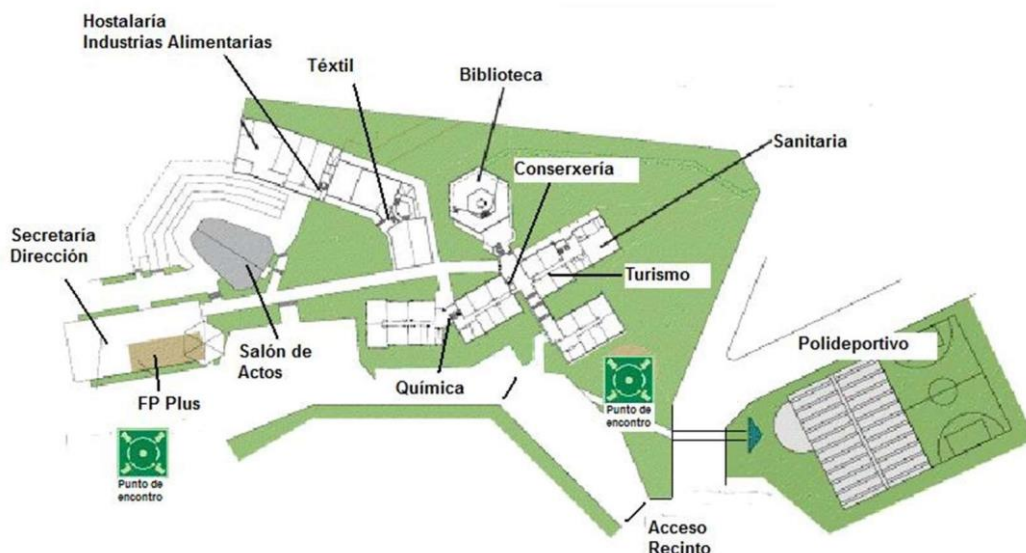 Hostalaría
Industrias Alimentarias
Téxtil
Biblioteca
Sanitaria
Conserxería
Secretaría
Dirección
Turismo
Polideportivo
Salón de
Actos
Química
FP Plus
Punto de
encontro
Punto de
encontro
Acceso
Recinto